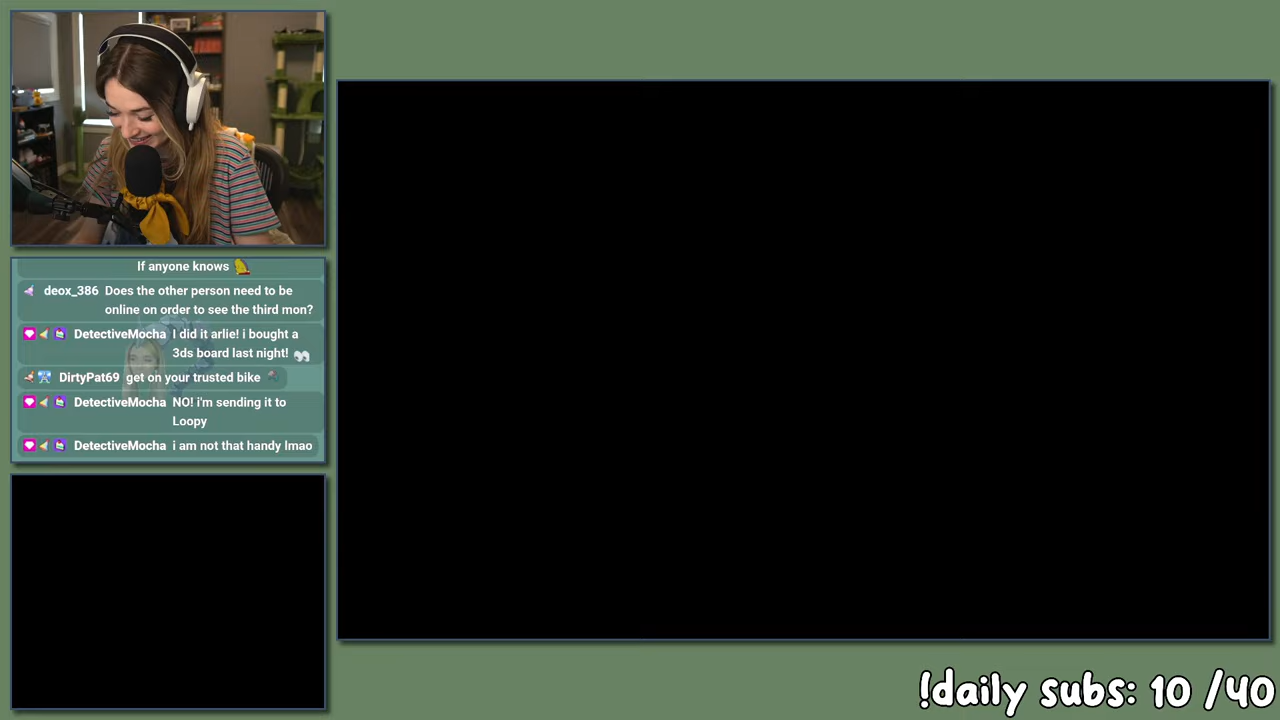 If anyone knows
deox_386 Does the other person need to be
online on order to see the third mon?
DetectiveMocha I did it arlie! i bought a
3ds board last night!
DirtyPat69 get on your trusted bike
DetectiveMocha NO! i'm sending it to
Loopy
DetectiveMocha i am not that handy lmao
!daily subs: 10 /40